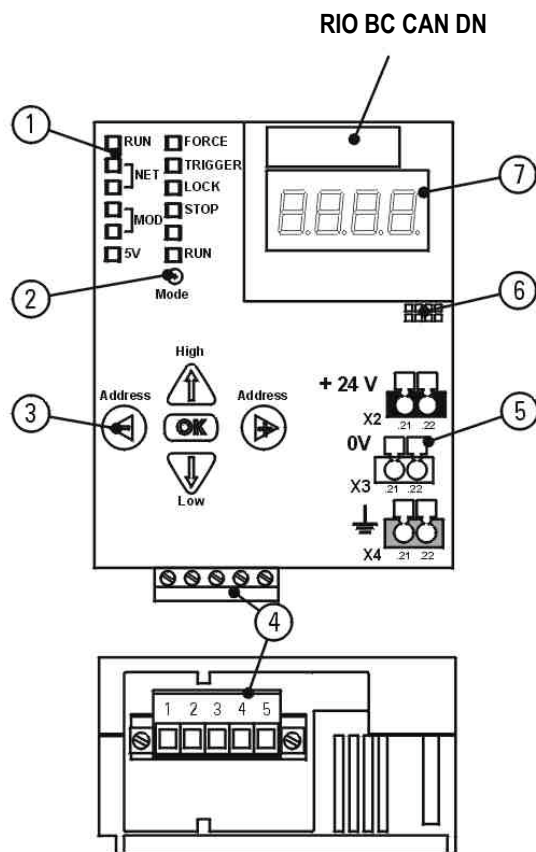 RIO BC CAN DN
1
RUN FORCE
TRIGGER
NET
LOCK
7
MOD STOP
5V RUN
2
Mode
6
High
+ 24 V
Address Address
X2 .21 .22
3
OK
0V
5
X3 .21 .22
Low
X4 .21 .22
4
1 2 3 4 5